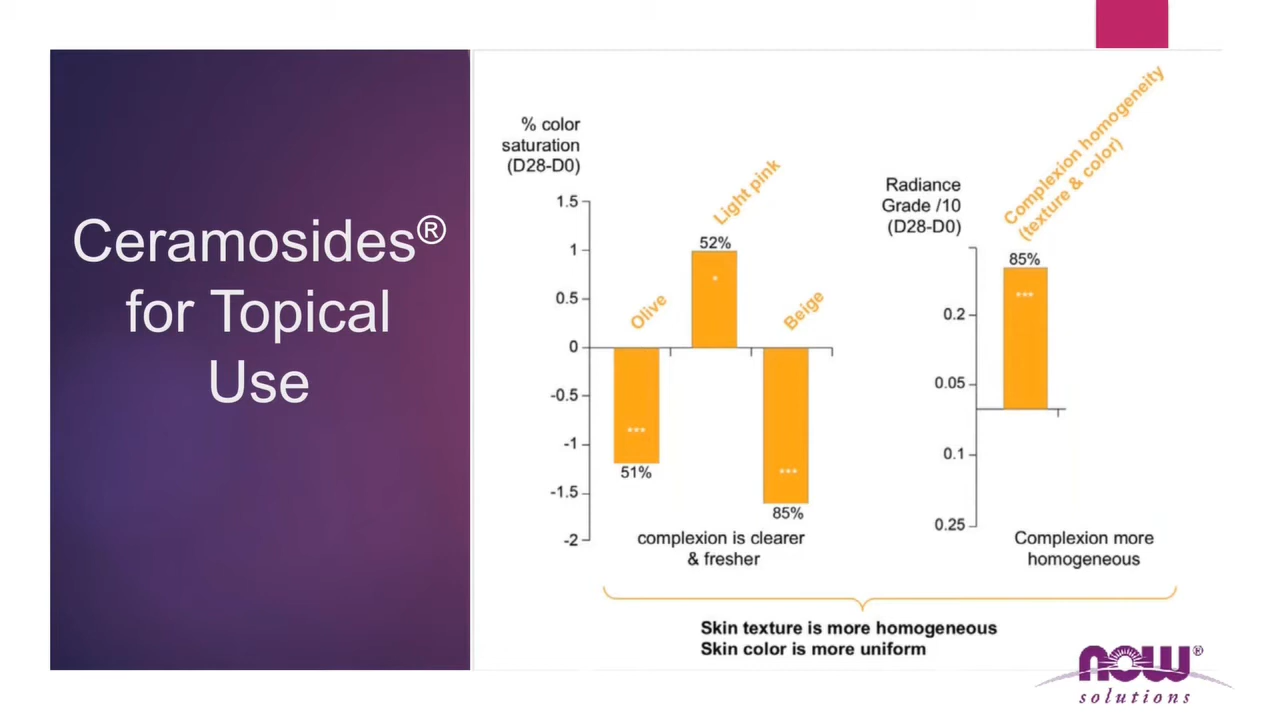 Ceramosides®
for Topical
Use
% color
saturation
(D28-D0)
1.5
1
0.5
0
-0.5
-1
-1.5
-2
Olive
Light pink
Beige
***
51%
52%
*
***
85%
complexion is clearer
& fresher
Radiance
Grade /10
(D28-D0)
Complexion homogeneity
(texture & color)
85%
***
0.2
0.05
0.1
0.25
Complexion more
homogeneous
Skin texture is more homogeneous
Skin color is more uniform
NOW®
solutions